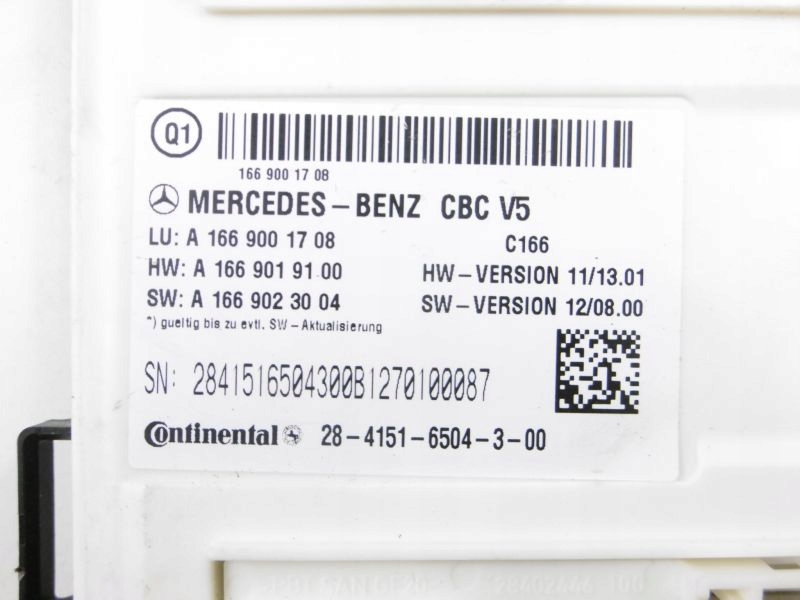 Q1
166 900 17 08
MERCEDES-BENZ CBC V5
LU: A 166 900 17 08 C166
HW: A 166 901 91 00 HW-VERSION 11/13.01
SW: A 166 902 30 04 SW-VERSION 12/08.00
*) gueltig bis zu evtl. SW-Aktualisierung
SN: 2841516504300B1270100087
Continental 28-4151-6504-3-00